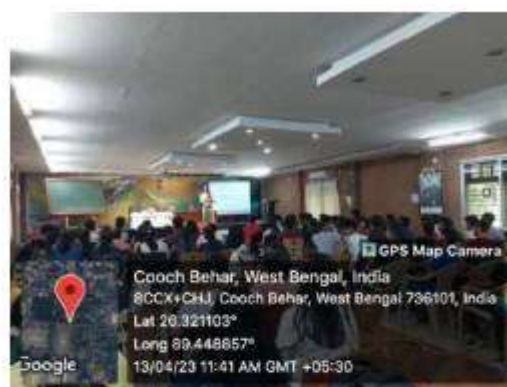 GPS Map Camera
Cooch Behar, West Bengal, India
8CCX+CHJ, Cooch Behar, West Bengal 736101, India
Lat 26.321103°
Long 89.448857°
13/04/23 11:41 AM GMT +05:30
Google